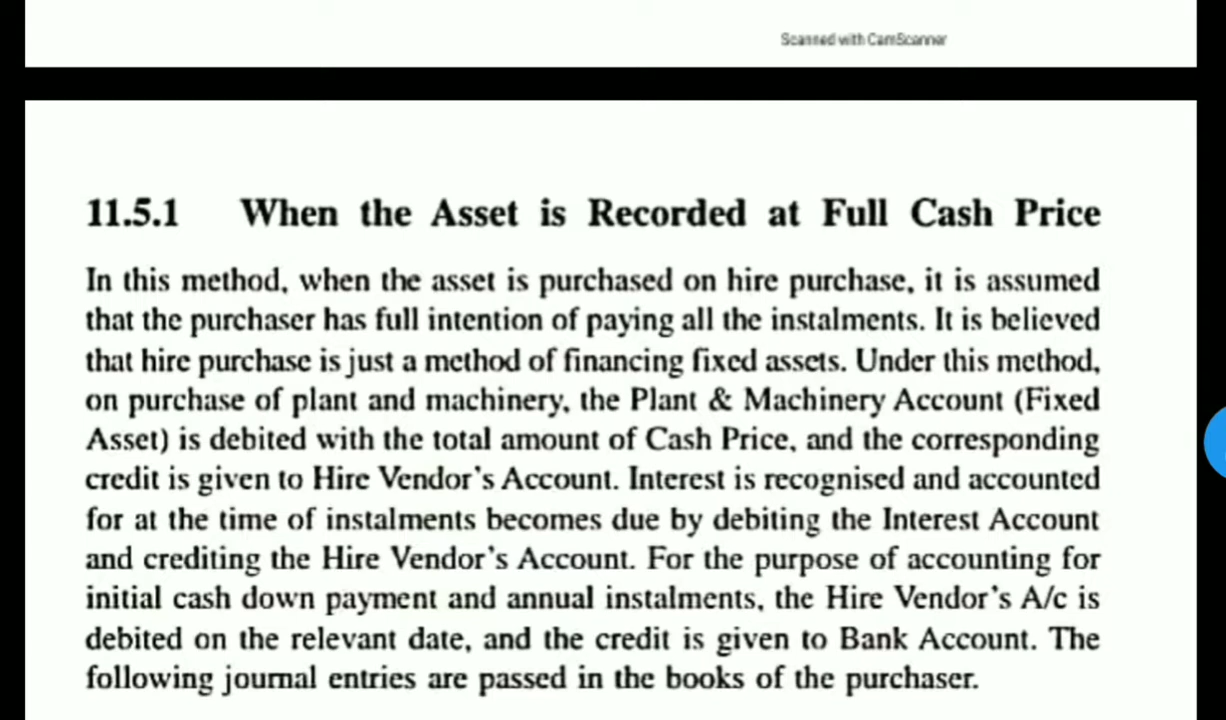 Scanned with CamScanner
11.5.1 When the Asset is Recorded at Full Cash Price
In this method, when the asset is purchased on hire purchase, it is assumed
that the purchaser has full intention of paying all the instalments. It is believed
that hire purchase is just a method of financing fixed assets. Under this method,
on purchase of plant and machinery, the Plant & Machinery Account (Fixed
Asset) is debited with the total amount of Cash Price, and the corresponding
credit is given to Hire Vendor's Account. Interest is recognised and accounted
for at the time of instalments becomes due by debiting the Interest Account
and crediting the Hire Vendor's Account. For the purpose of accounting for
initial cash down payment and annual instalments, the Hire Vendor's A/c is
debited on the relevant date, and the credit is given to Bank Account. The
following journal entries are passed in the books of the purchaser.